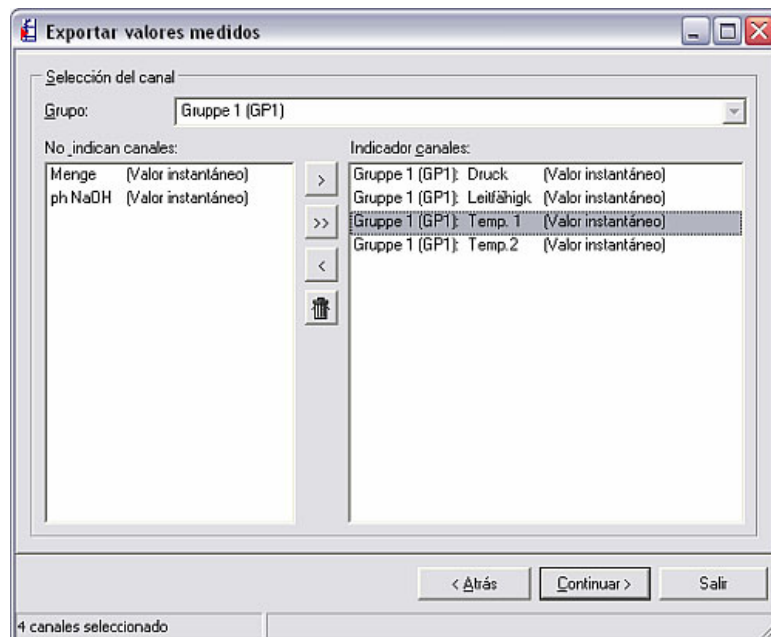 Exportar valores medidos
Selección del canal
Grupo: Gruppe 1 (GP1)
No_indican canales:
Menge (Valor instantáneo)
ph NaOH (Valor instantáneo)
>
>>
<
Indicador canales:
Gruppe 1 (GP1): Druck (Valor instantáneo)
Gruppe 1 (GP1): Leitfähigk (Valor instantáneo)
Gruppe 1 (GP1): Temp. 1 (Valor instantáneo)
Gruppe 1 (GP1): Temp.2 (Valor instantáneo)
< Atrás
Continuar >
Salir
4 canales seleccionado